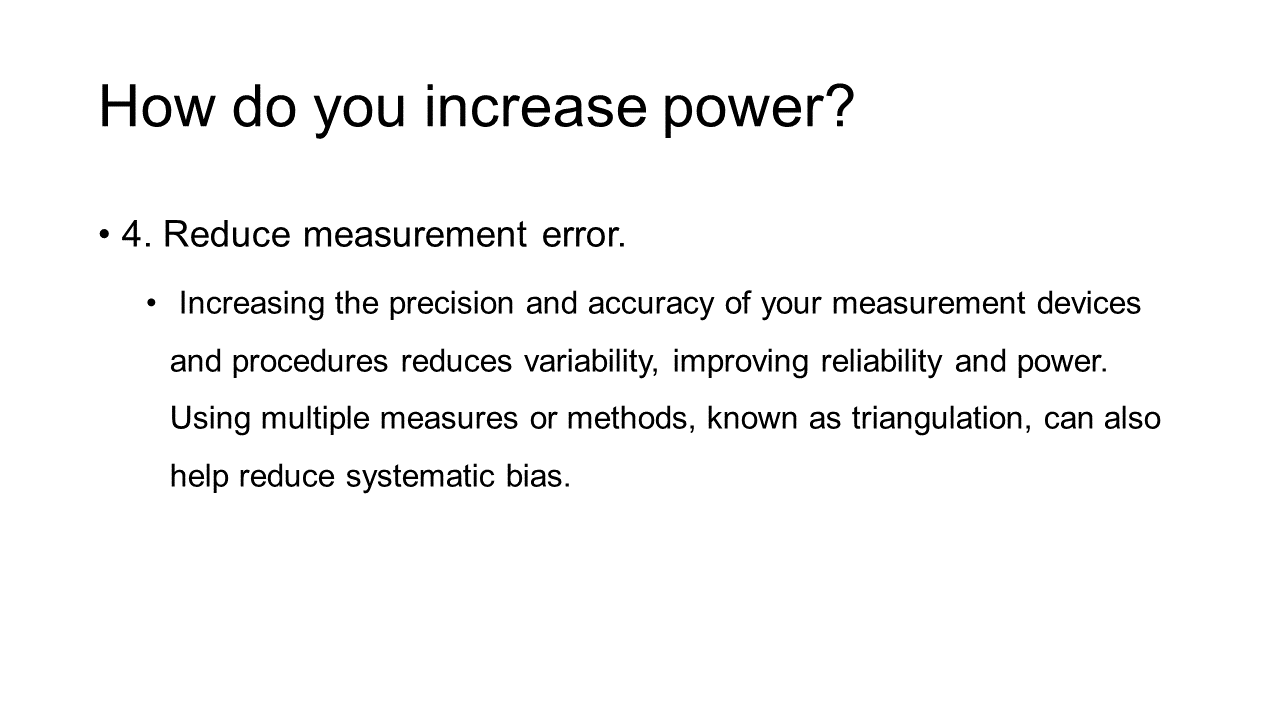 How do you increase power?
• 4. Reduce measurement error.
• Increasing the precision and accuracy of your measurement devices
and procedures reduces variability, improving reliability and power.
Using multiple measures or methods, known as triangulation, can also
help reduce systematic bias.